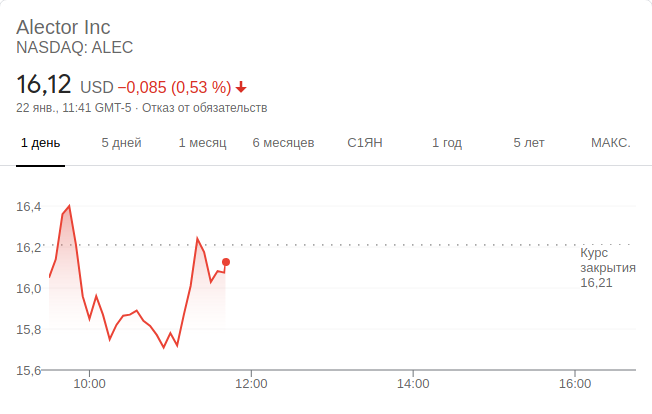 Alector Inc
NASDAQ: ALEC
16,12 USD −0,085 (0,53 %)
22 янв., 11:41 GMT-5 · Отказ от обязательств
1 день 5 дней 1 месяц 6 месяцев С1ЯН 1 год 5 лет МАКС.
16,4
16,2
Курс
закрытия
16,21
16,0
15,8
15,6
10:00 12:00 14:00 16:00